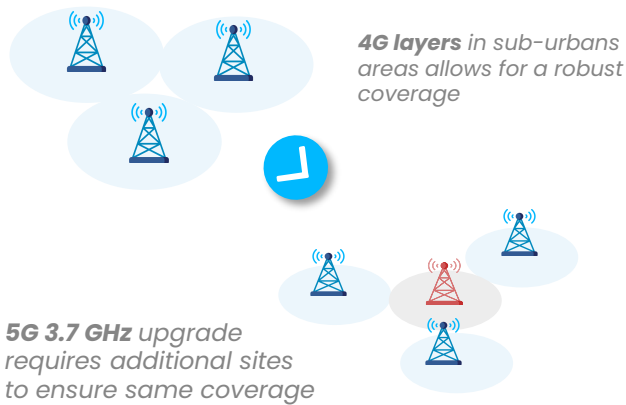 4G layers in sub-urbans
areas allows for a robust
coverage
5G 3.7 GHz upgrade
requires additional sites
to ensure same coverage